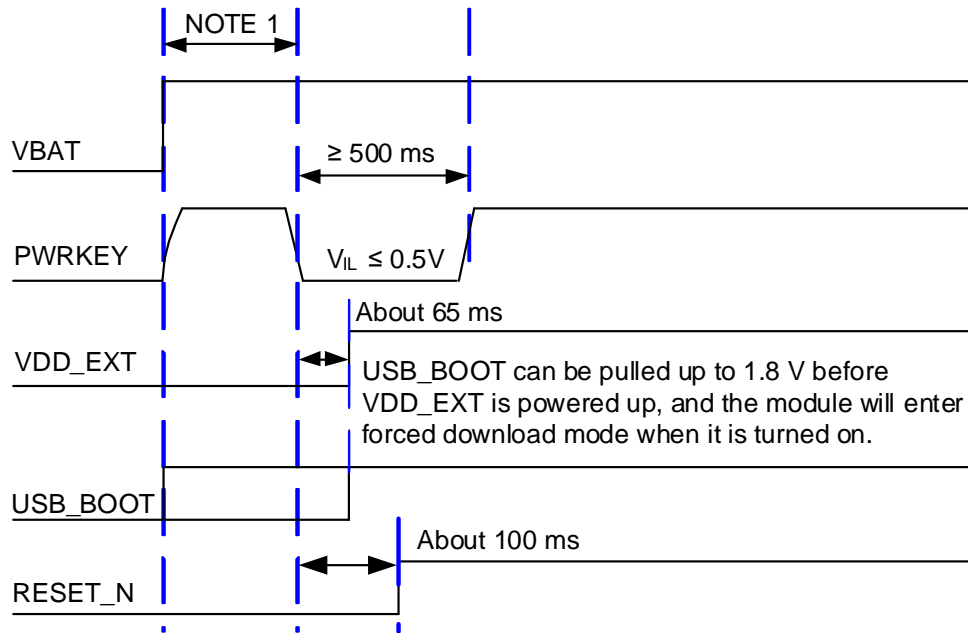 NOTE 1
VBAT
≥ 500 ms
PWRKEY
VIL ≤ 0.5V
About 65 ms
VDD_EXT
USB_BOOT can be pulled up to 1.8 V before
VDD_EXT is powered up, and the module will enter
forced download mode when it is turned on.
USB_BOOT
About 100 ms
RESET_N